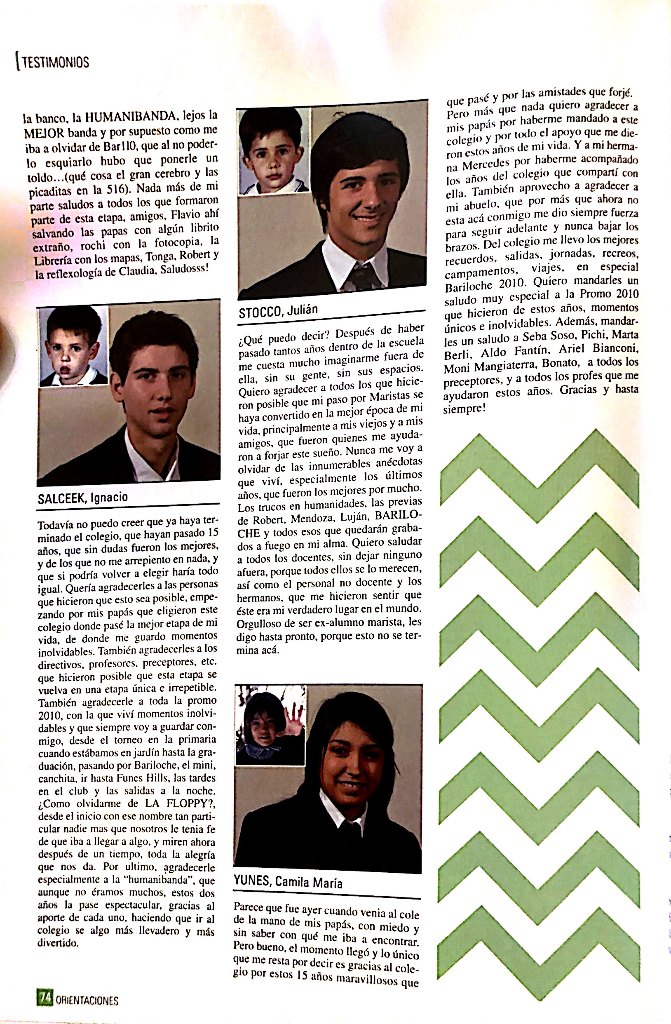 TESTIMONIOS
la banco, la HUMANIBANDA, lejos la
MEJOR banda y por supuesto como me
iba a olvidar de Bar110, que al no poder-
lo esquiarlo hubo que ponerle un
toldo...(qué cosa el gran cerebro y las
picaditas en la 516). Nada más de mi
parte saludos a todos los que formaron
parte de esta etapa, amigos, Flavio ahí
salvando las papas con algún librito
extraño, rochi con la fotocopia, la
Librería con los mapas, Tonga, Robert y
la reflexología de Claudia, Saludosss!
SALCEEK, Ignacio
Todavía no puedo creer que ya haya ter-
minado el colegio, que hayan pasado 15
años, que sin dudas fueron los mejores,
y de los que no me arrepiento en nada, y
que si podría volver a elegir haría todo
igual. Quería agradecerles a las personas
que hicieron que esto sea posible, empe-
zando por mis papás que eligieron este
colegio donde pasé la mejor etapa de mi
vida, de donde me guardo momentos
inolvidables. También agradecerles a los
directivos, profesores, preceptores, etc.
que hicieron posible que esta etapa se
vuelva en una etapa única e irrepetible.
También agradecerle a toda la promo
2010, con la que viví momentos inolvi-
dables y que siempre voy a guardar con-
migo, desde el torneo en la primaria
cuando estábamos en jardín hasta la gra-
duación, pasando por Bariloche, el mini,
canchita, ir hasta Funes Hills, las tardes
en el club y las salidas a la noche.
¿Como olvidarme de LA FLOPPY?,
desde el inicio con ese nombre tan par-
ticular nadie mas que nosotros le tenia fe
de que iba a llegar a algo, y miren ahora
después de un tiempo, toda la alegría
que nos da. Por ultimo, agradecerle
especialmente a la "humanibanda", que
aunque no éramos muchos, estos dos
años la pase espectacular, gracias al
aporte de cada uno, haciendo que ir al
colegio se algo más llevadero y más
divertido.
STOCCO, Julián
¿Qué puedo decir? Después de haber
pasado tantos años dentro de la escuela
me cuesta mucho imaginarme fuera de
ella, sin su gente, sin sus espacios.
Quiero agradecer a todos los que hicie-
ron posible que mi paso por Maristas se
haya convertido en la mejor época de mi
vida, principalmente a mis viejos y a mis
amigos, que fueron quienes me ayuda-
ron a forjar este sueño. Nunca me voy a
olvidar de las innumerables anécdotas
que viví, especialmente los últimos
años, que fueron los mejores por mucho.
Los trucos en humanidades, las previas
de Robert, Mendoza, Luján, BARILO-
CHE y todos esos que quedarán graba-
dos a fuego en mi alma. Quiero saludar
a todos los docentes, sin dejar ninguno
afuera, porque todos ellos se lo merecen,
así como el personal no docente y los
hermanos, que me hicieron sentir que
éste era mi verdadero lugar en el mundo.
Orgulloso de ser ex-alumno marista, les
digo hasta pronto, porque esto no se ter-
mina acá.
YUNES, Camila María
Parece que fue ayer cuando venia al cole
de la mano de mis papás, con miedo y
sin saber con qué me iba a encontrar.
Pero bueno, el momento llegó y lo único
que me resta por decir es gracias al cole-
gio por estos 15 años maravillosos que
que pasé y por las amistades que forjé.
Pero más que nada quiero agradecer a
mis papás por haberme mandado a este
colegio y por todo el apoyo que me die-
ron estos años de mi vida. Y a mi herma-
na Mercedes por haberme acompañado
los años del colegio que compartí con
ella. También aprovecho a agradecer a
mi abuelo, que por más que ahora no
esta acá conmigo me dio siempre fuerza
para seguir adelante y nunca bajar los
brazos. Del colegio me llevo los mejores
recuerdos, salidas, jornadas, recreos,
campamentos, viajes, en especial
Bariloche 2010. Quiero mandarles un
saludo muy especial a la Promo 2010
que hicieron de estos años, momentos
únicos e inolvidables. Además, mandar-
les un saludo a Seba Soso, Pichi, Marta
Berli, Aldo Fantín, Ariel Bianconi,
Moni Mangiaterra, Bonato, a todos los
preceptores, y a todos los profes que me
ayudaron estos años. Gracias y hasta
siempre!
74 ORIENTACIONES